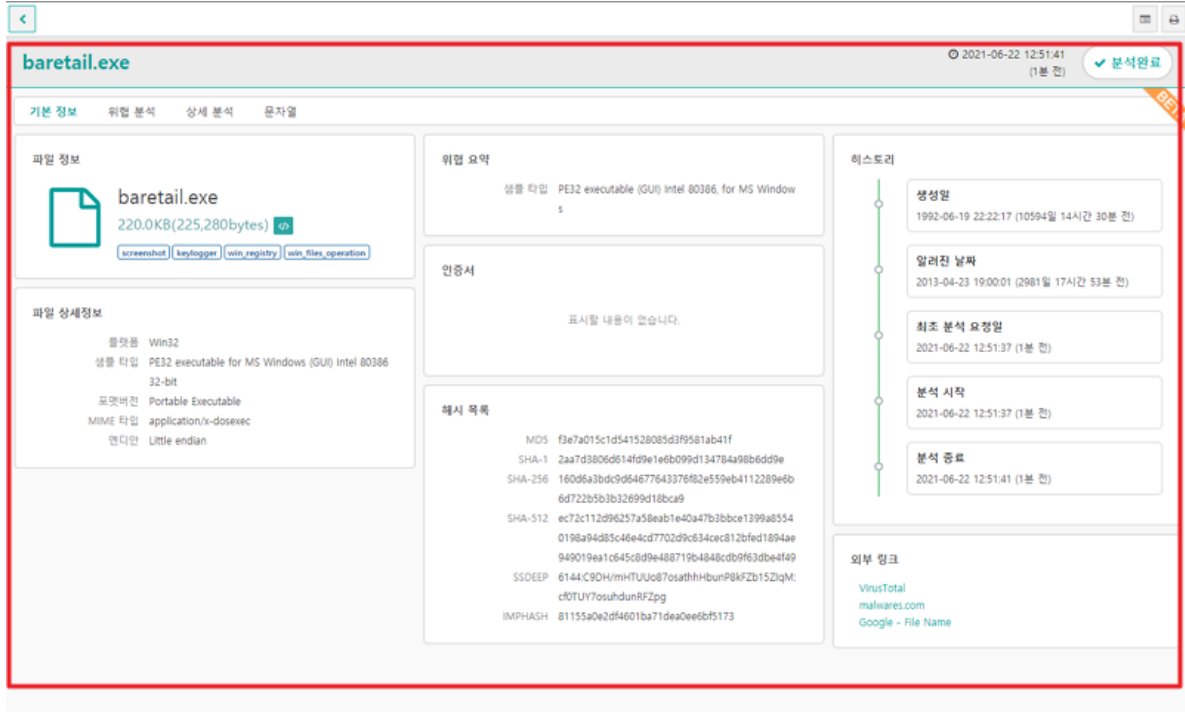 baretail.exe
2021-06-22 12:51:41
(1분 전)
분석완료
BETA
기본 정보 위협 분석 상세 분석 문자열
파일 정보
baretail.exe
220.0KB(225,280bytes)
screenshot keylogger win_registry win_files_operation
파일 상세정보
플랫폼 Win32
샘플 타입 PE32 executable for MS Windows (GUI) Intel 80386
32-bit
포맷버전 Portable Executable
MIME 타입 application/x-dosexec
엔디안 Little endian
위협 요약
샘플 타입 PE32 executable (GUI) Intel 80386, for MS Window
s
인증서
표시할 내용이 없습니다.
해시 목록
MD5 f3e7a015c1d541528085d3f9581ab41f
SHA-1 2aa7d3806d614fd9e1e6b099d134784a98b6dd9e
SHA-256 160d6a3bdc9d64677643376f82e559eb4112289e6b
6d722b5b3b32699d18bca9
SHA-512 ec72c112d96257a58eab1e40a47b3bbce1399a8554
0198a94d85c46e4cd7702d9c634cec812bfed1894ae
949019ea1c645c8d9e488719b4848cdb9f63dbe4f49
SSDEEP 6144:C9DH/mHTUUo87osathhHbunP8kFZb15ZIqM:
cf0TUY7osuhdunRFZpg
IMPHASH 81155a0e2df4601ba71dea0ee6bf5173
히스토리
생성일
1992-06-19 22:22:17 (10594일 14시간 30분 전)
알려진 날짜
2013-04-23 19:00:01 (2981일 17시간 53분 전)
최초 분석 요청일
2021-06-22 12:51:37 (1분 전)
분석 시작
2021-06-22 12:51:37 (1분 전)
분석 종료
2021-06-22 12:51:41 (1분 전)
외부 링크
VirusTotal
malwares.com
Google - File Name